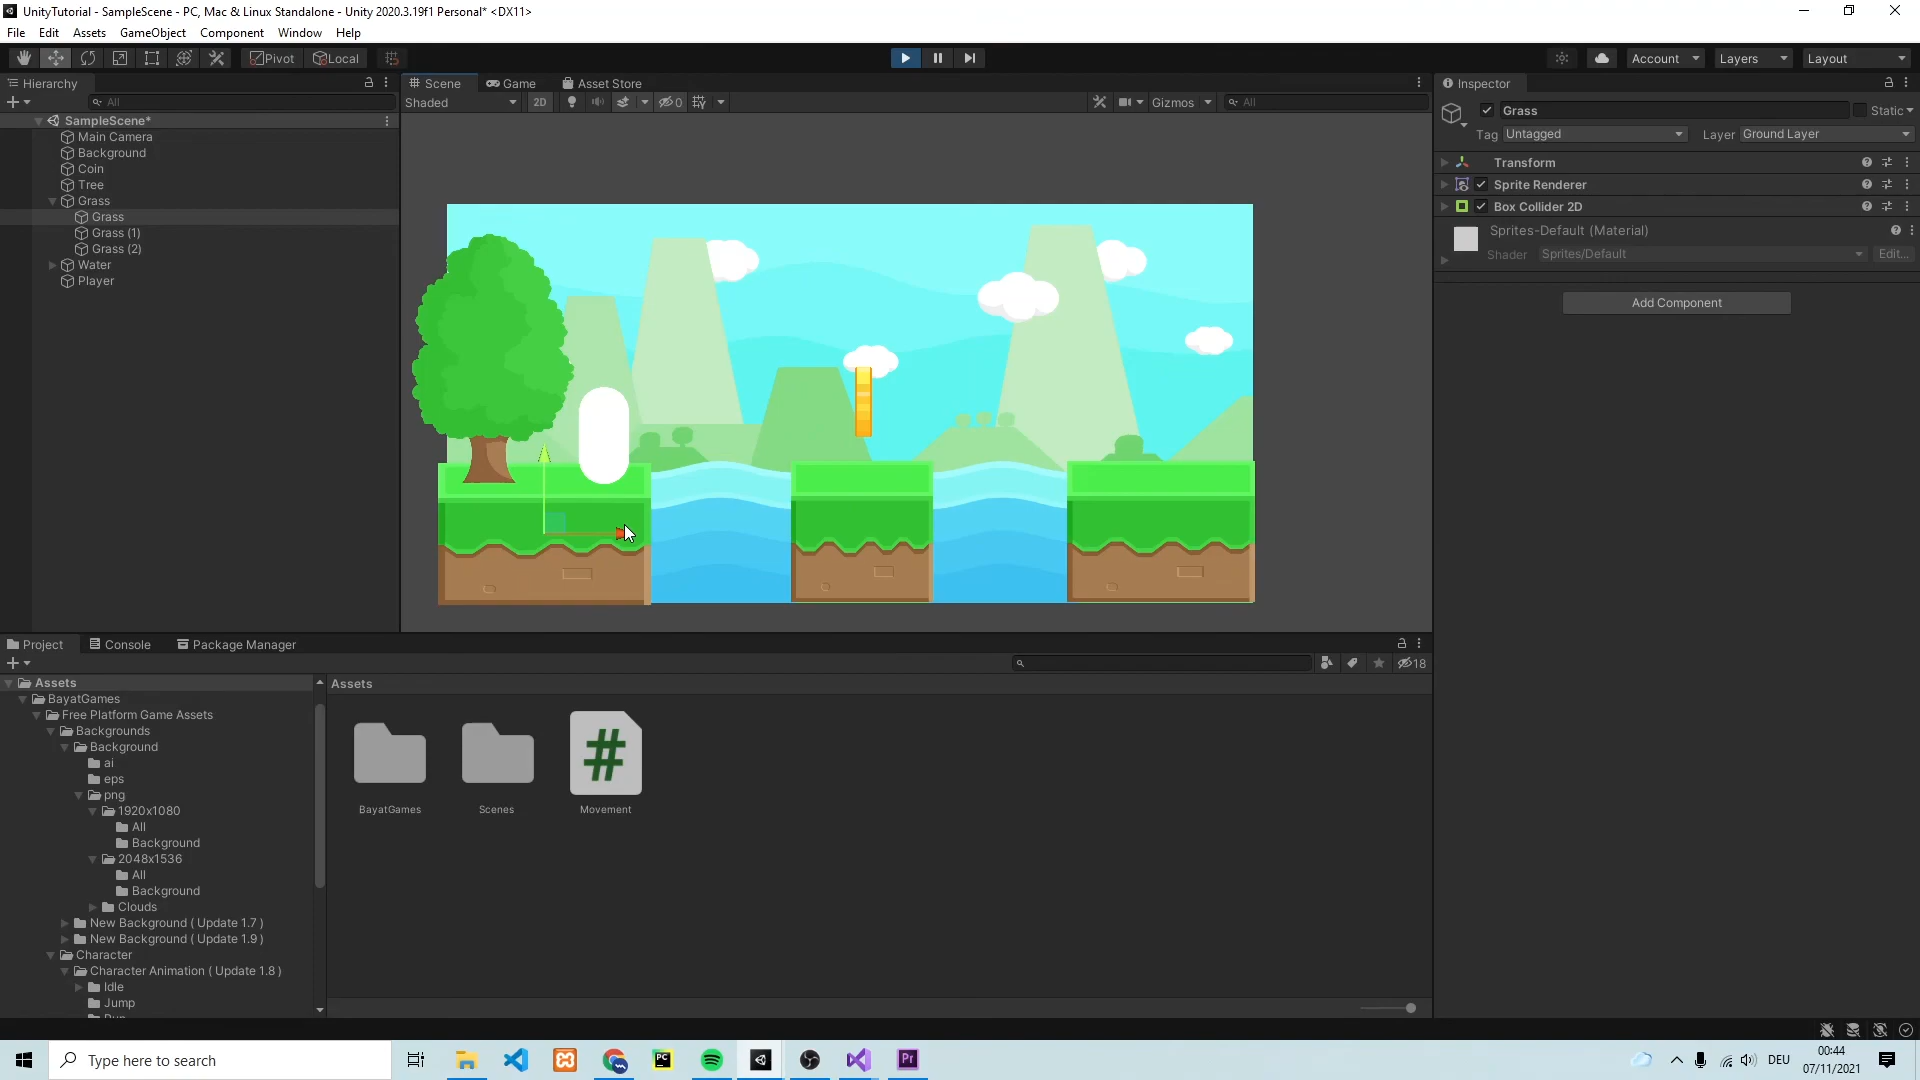 UnityTutorial - SampleScene - PC, Mac & Linux Standalone - Unity 2020.3.19f1 Personal* <DX11>
File Edit Assets GameObject Component Window Help
Pivot Local Account Layers Layout
Hierarchy
All
SampleScene*
Main Camera
Background
Coin
Tree
Grass
Grass
Grass (1)
Grass (2)
Water
Player
Scene Game Asset Store
Shaded 2D 0 Gizmos All
Inspector
Grass Static
Tag Untagged Layer Ground Layer
Transform
Sprite Renderer
Box Collider 2D
Sprites-Default (Material)
Shader Sprites/Default Edit...
Add Component
Project Console Package Manager
18
Assets
BayatGames
Free Platform Game Assets
Backgrounds
Background
ai
eps
png
1920x1080
All
Background
2048x1536
All
Background
Clouds
New Background ( Update 1.7 )
New Background ( Update 1.9 )
Character
Character Animation ( Update 1.8 )
Idle
Jump
Assets
BayatGames Scenes Movement
Type here to search
PC
Pr
DEU
00:44
07/11/2021